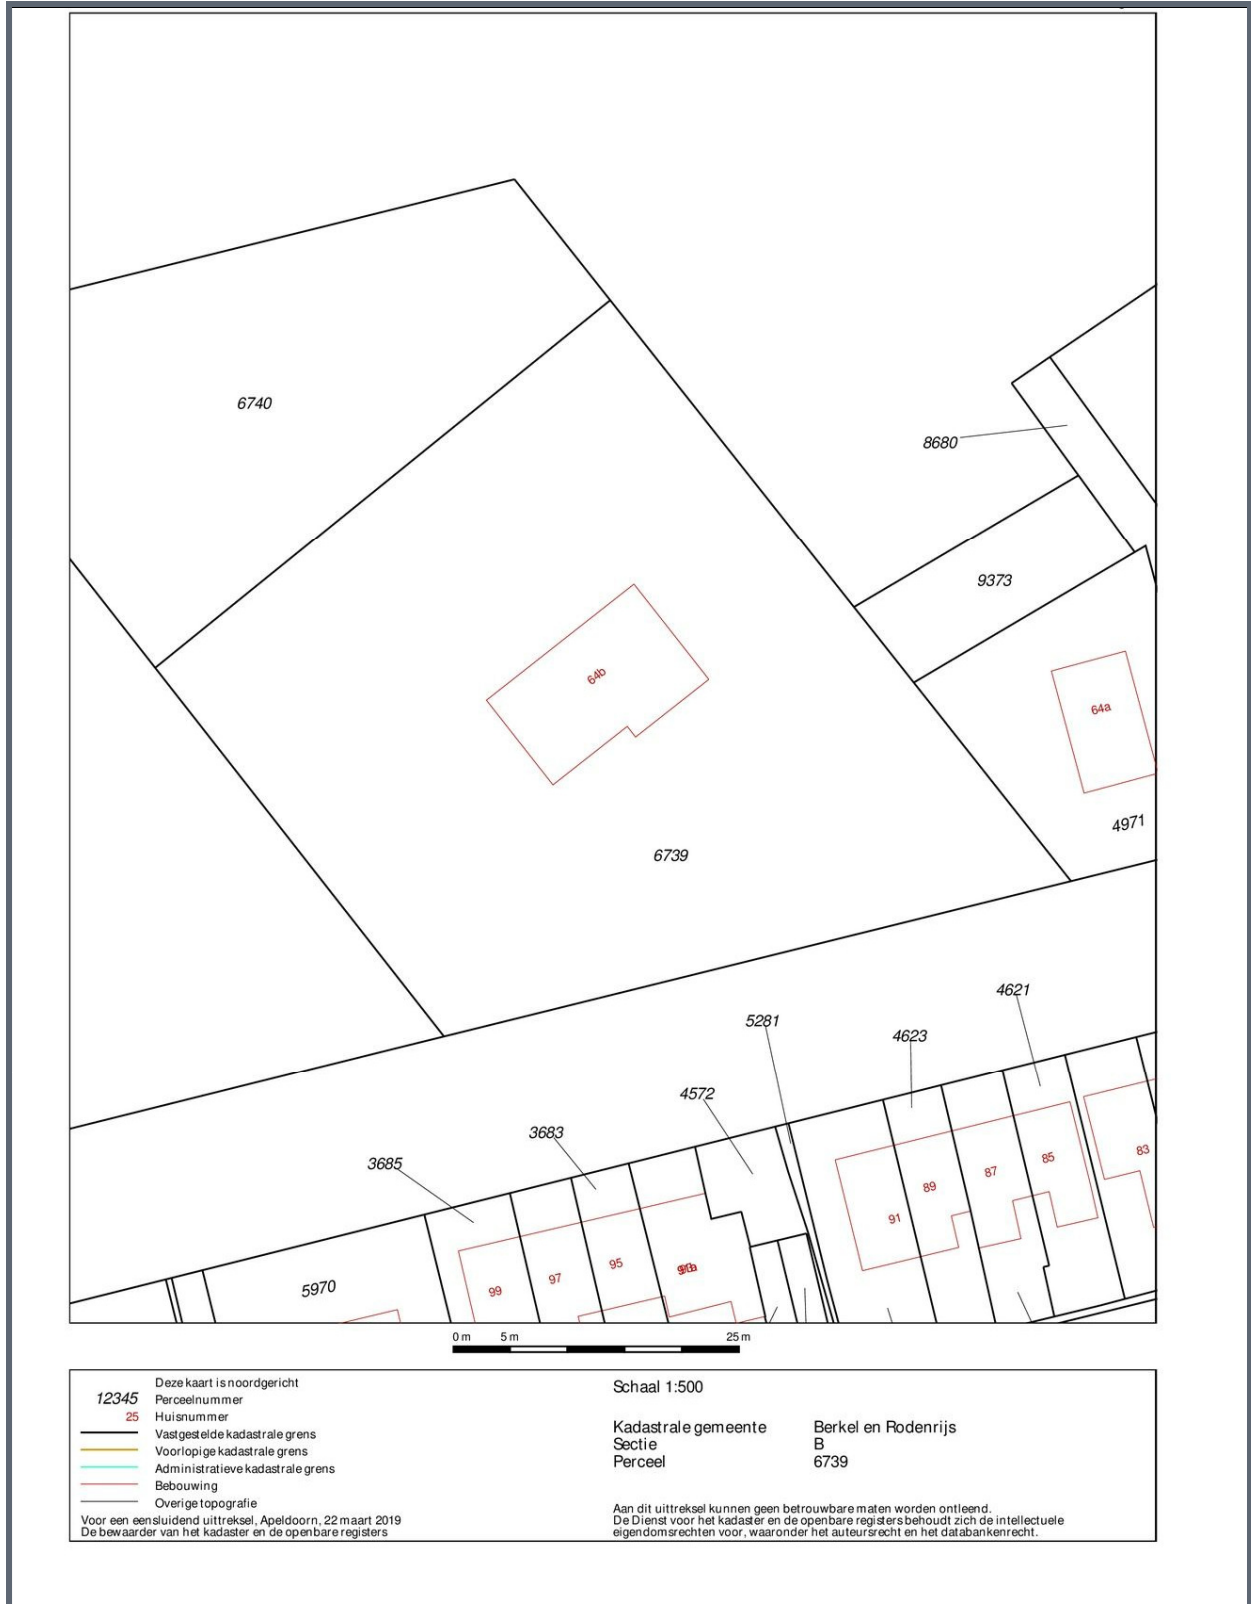 6740
8680
9373
64b
64a
4971
6739
4621
5281
4623
4572
3683
3685
83
85
87
89
91
95
97
99
5970
0 m 5 m 25 m
Deze kaart is noordgericht
12345 Perceelnummer
25 Huisnummer
Vastgestelde kadastrale grens
Voorlopige kadastrale grens
Administratieve kadastrale grens
Bebouwing
Overige topografie
Voor een eensluidend uittreksel, Apeldoorn, 22 maart 2019
De bewaarder van het kadaster en de openbare registers
Schaal 1:500
Kadastrale gemeente Berkel en Rodenrijs
Sectie B
Perceel 6739
Aan dit uittreksel kunnen geen betrouwbare maten worden ontleend.
De Dienst voor het kadaster en de openbare registers behoudt zich de intellectuele
eigendomsrechten voor, waaronder het auteursrecht en het databankenrecht.